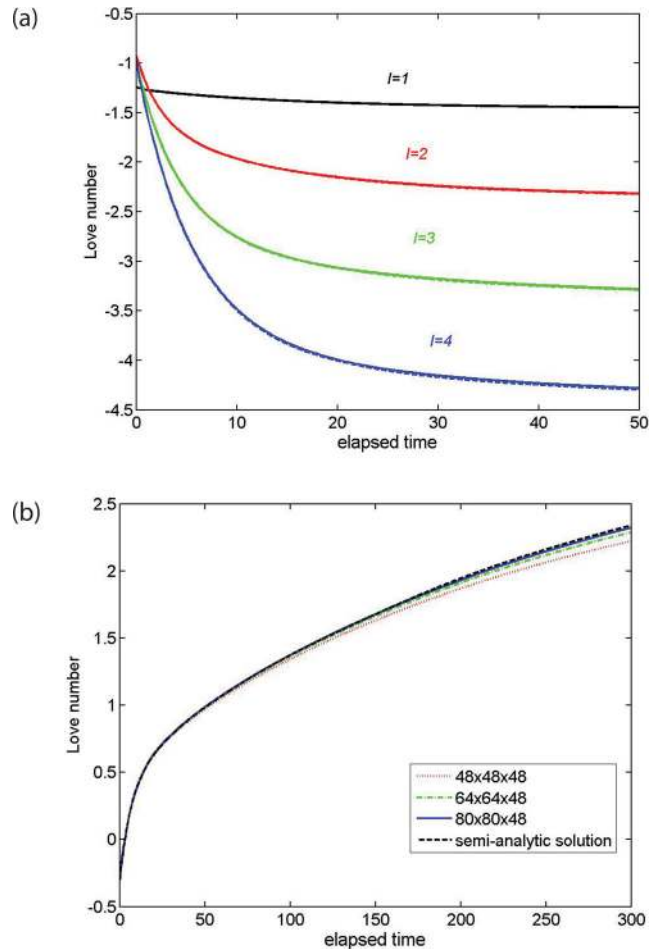 (a)
-1
-1.5
-2
-2.5
-3
-3.5
-4
-4.5
Love number
l=1
l=2
l=3
l=4
0 10 20 30 40 50
elapsed time
(b)
2.5
2
1.5
1
0.5
0
-0.5
Love number
48x48x48
64x64x48
80x80x48
semi-analytic solution
0 50 100 150 200 250 300
elapsed time